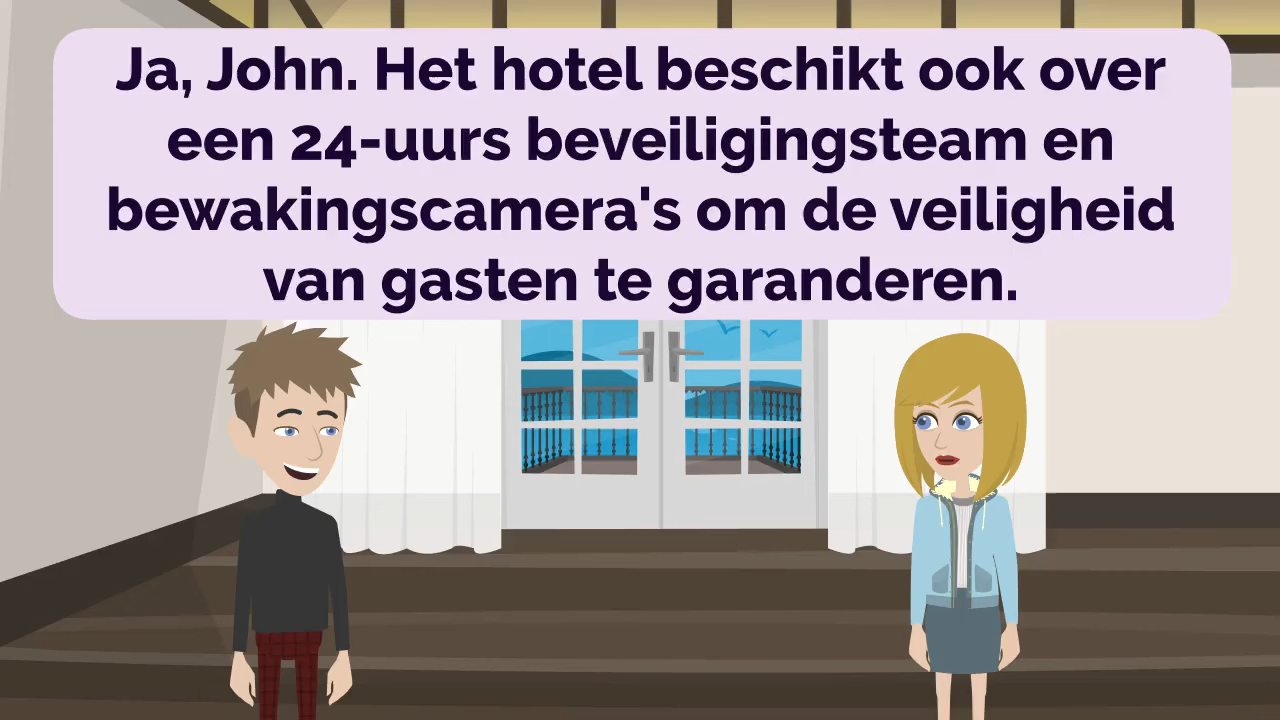 Ja, John. Het hotel beschikt ook over
een 24-uurs beveiligingsteam en
bewakingscamera's om de veiligheid
van gasten te garanderen.